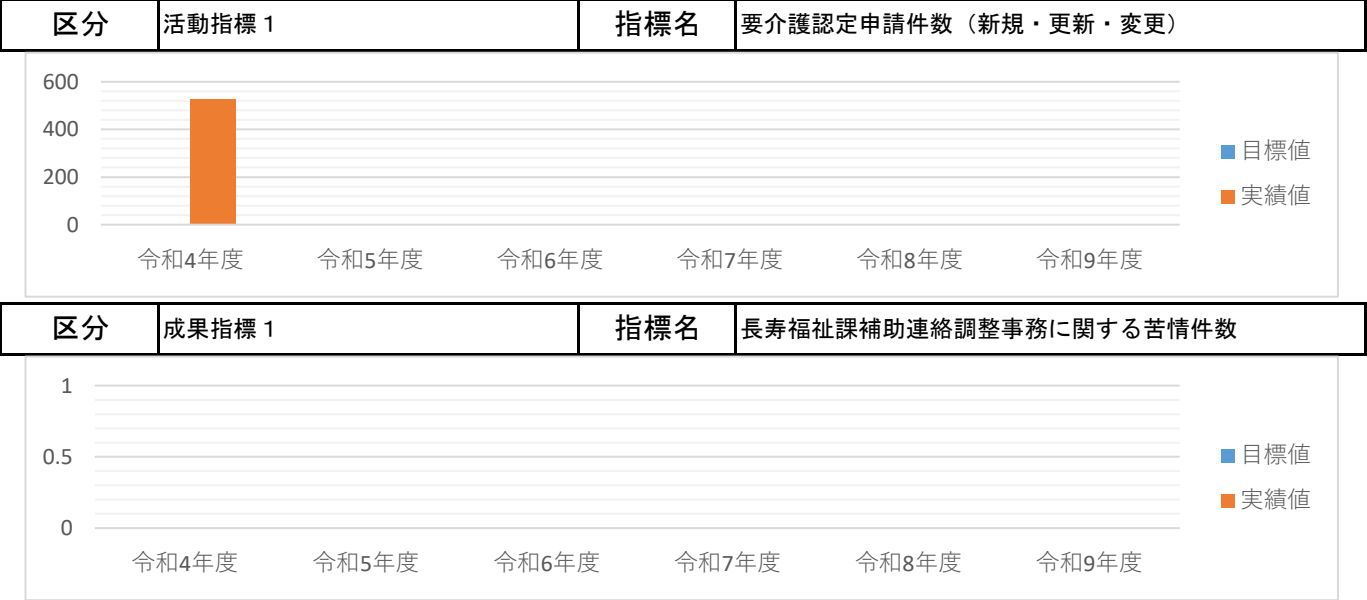 区分 活動指標1 指標名 要介護認定申請件数（新規・更新・変更）
600
400
200
0
令和4年度 令和5年度 令和6年度 令和7年度 令和8年度 令和9年度
目標値
実績値
区分 成果指標1 指標名 長寿福祉課補助連絡調整事務に関する苦情件数
1
0.5
0
令和4年度 令和5年度 令和6年度 令和7年度 令和8年度 令和9年度
目標値
実績値